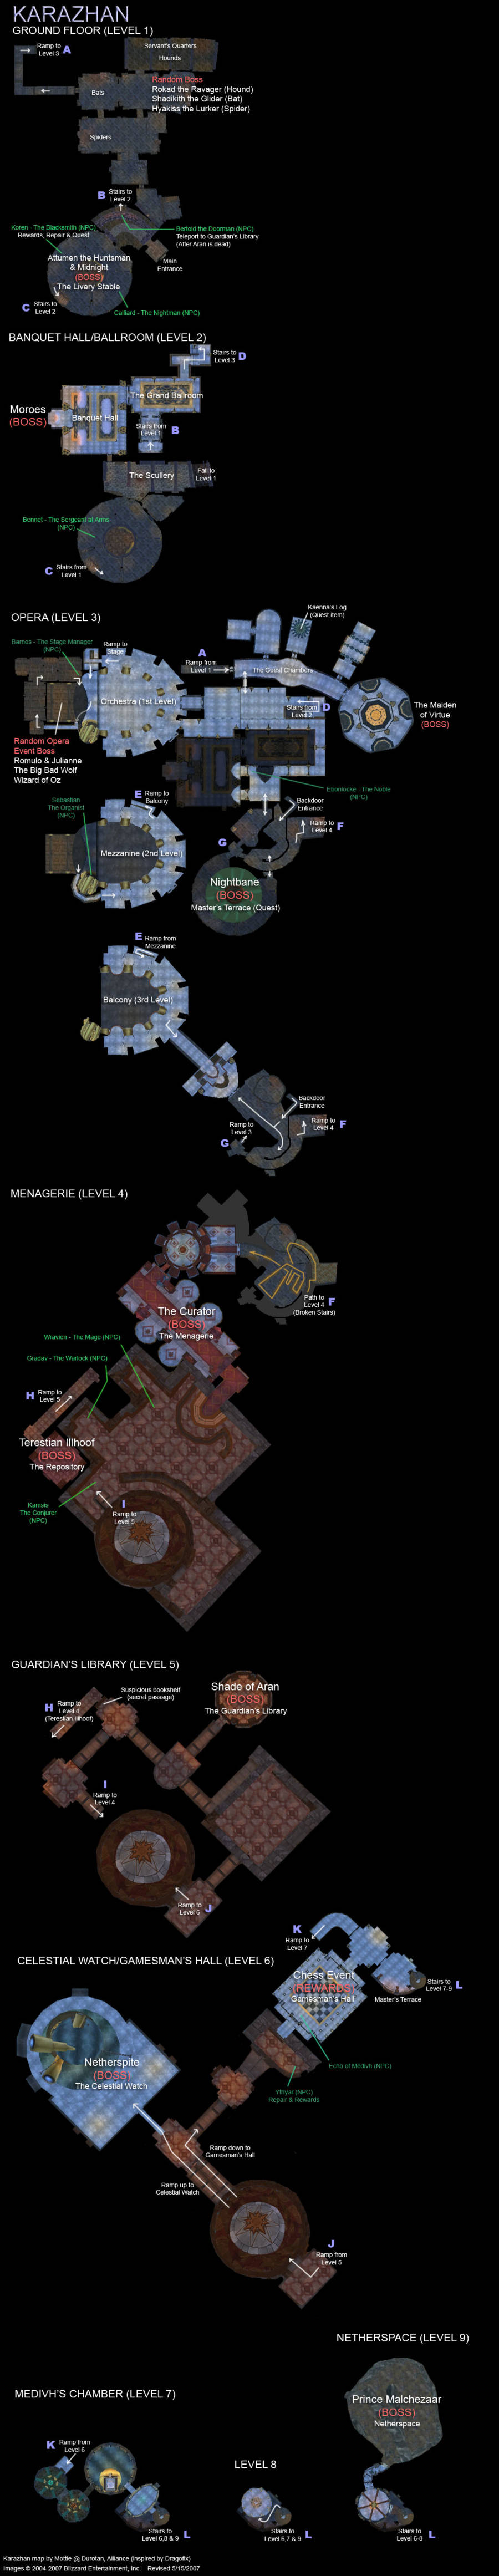 KARAZHAN
GROUND FLOOR (LEVEL 1)
Ramp to
Level 3
A
Servant's Quarters
Hounds
Random Boss
Rokad the Ravager (Hound)
Shadikith the Glider (Bat)
Hyakiss the Lurker (Spider)
Bats
Spiders
B
Stairs to
Level 2
Koren - The Blacksmith (NPC)
Rewards, Repair & Quest
Bertold the Doorman (NPC)
Teleport to Guardian's Library
(After Aran is dead)
Attumen the Huntsman
& Midnight
(BOSS)
The Livery Stable
Main
Entrance
C
Stairs to
Level 2
Calliard - The Nightman (NPC)
BANQUET HALL/BALLROOM (LEVEL 2)
Stairs to
Level 3
D
The Grand Ballroom
Moroes
(BOSS)
Banquet Hall
Stairs from
Level 1
B
The Scullery
Fall to
Level 1
Bennet - The Sergeard at Arms
(NPC)
C
Stairs from
Level 1
OPERA (LEVEL 3)
Kaenna's Log
(Quest item)
Barnes - The Stage Manager
(NPC)
Ramp to
Stage
A
Ramp from
Level 1
The Guest Chambers
Orchestra (1st Level)
Stairs from
Level 2
D
The Maiden
of Virtue
(BOSS)
Random Opera
Event Boss
Romulo & Julianne
The Big Bad Wolf
Wizard of Oz
Ebonlocke - The Noble
(NPC)
Sebastian
The Organist
(NPC)
E
Ramp to
Balcony
Backdoor
Entrance
Ramp to
Level 4
F
G
Mezzanine (2nd Level)
Nightbane
(BOSS)
Master's Terrace (Quest)
E
Ramp from
Mezzanine
Balcony (3rd Level)
Backdoor
Entrance
Ramp to
Level 3
G
Ramp to
Level 4
F
MENAGERIE (LEVEL 4)
Path to
Level 4
(Broken Stairs)
F
The Curator
(BOSS)
The Menagerie
Wravien - The Mage (NPC)
Gradav - The Warlock (NPC)
H
Ramp to
Level 5
Terestian Illhoof
(BOSS)
The Repository
Kamsis
The Conjurer
(NPC)
I
Ramp to
Level 5
GUARDIAN'S LIBRARY (LEVEL 5)
Suspicious bookshelf
(secret passage)
Shade of Aran
(BOSS)
The Guardian's Library
H
Ramp to
Level 4
(Terestian Illhoof)
I
Ramp to
Level 4
Ramp to
Level 6
J
K
Ramp to
Level 7
CELESTIAL WATCH/GAMESMAN'S HALL (LEVEL 6)
Chess Event
(REWARDS)
Gamesman's Hall
Stairs to
Level 7-9
L
Master's Terrace
Netherspite
(BOSS)
The Celestial Watch
Echo of Medivh (NPC)
Ythyar (NPC)
Repair & Rewards
Ramp down to
Gamesman's Hall
Ramp up to
Celestial Watch
J
Ramp from
Level 5
NETHERSPACE (LEVEL 9)
Prince Malchezaar
(BOSS)
Netherspace
MEDIVH'S CHAMBER (LEVEL 7)
K
Ramp from
Level 6
LEVEL 8
Stairs to
Level 6,8 & 9
L
Stairs to
Level 6,7 & 9
L
Stairs to
Level 6-8
L
Karazhan map by Mottie @ Durotan, Alliance (inspired by Dragofix)
Images © 2004-2007 Blizzard Entertainment, Inc. Revised 5/15/2007